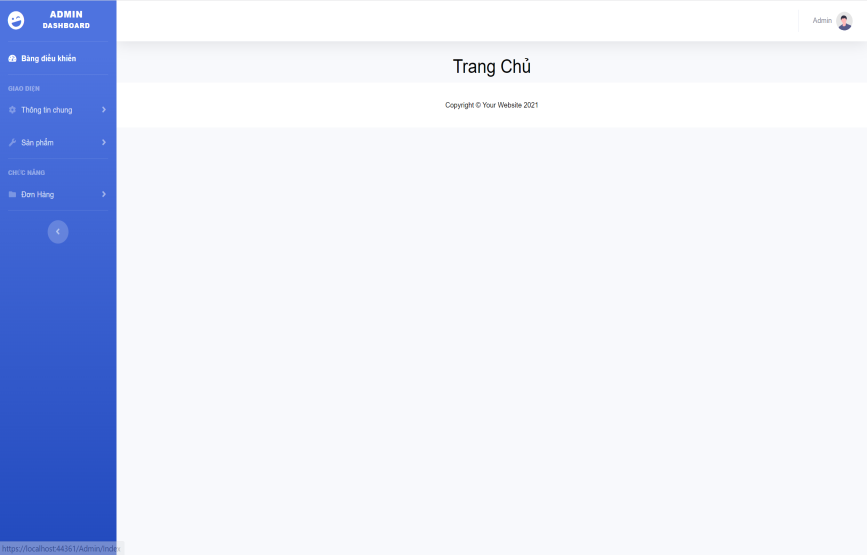 ADMIN
DASHBOARD
Admin
Bảng điều khiển
Trang Chủ
GIAO DIỆN
Copyright © Your Website 2021
Thông tin chung
Sản phẩm
CHỨC NĂNG
Đơn Hàng
https://localhost:44361/Admin/Index